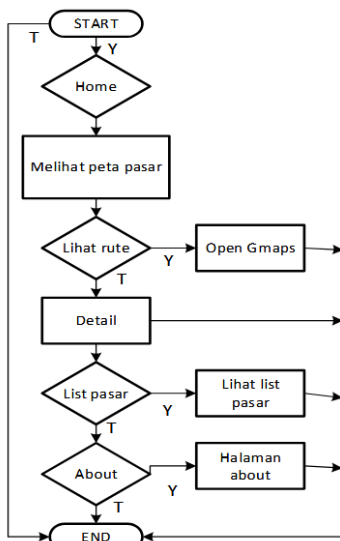 START
T
Y
Home
Melihat peta pasar
Lihat rute
Y
Open Gmaps
T
Detail
List pasar
Y
Lihat list
pasar
T
About
Y
Halaman
about
T
END